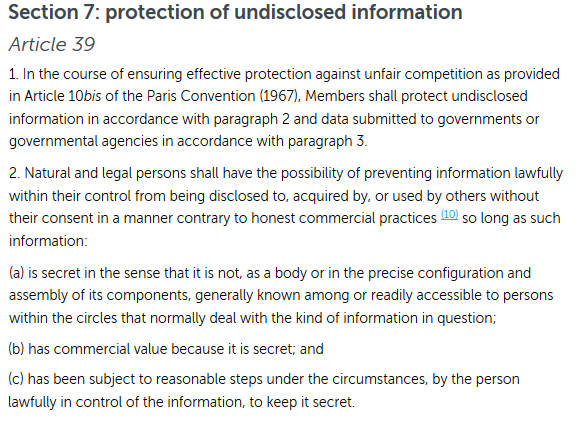 Section 7: protection of undisclosed information
Article 39
1. In the course of ensuring effective protection against unfair competition as provided
in Article 10bis of the Paris Convention (1967), Members shall protect undisclosed
information in accordance with paragraph 2 and data submitted to governments or
governmental agencies in accordance with paragraph 3.
2. Natural and legal persons shall have the possibility of preventing information lawfully
within their control from being disclosed to, acquired by, or used by others without
their consent in a manner contrary to honest commercial practices (10) so long as such
information:
(a) is secret in the sense that it is not, as a body or in the precise configuration and
assembly of its components, generally known among or readily accessible to persons
within the circles that normally deal with the kind of information in question;
(b) has commercial value because it is secret; and
(c) has been subject to reasonable steps under the circumstances, by the person
lawfully in control of the information, to keep it secret.